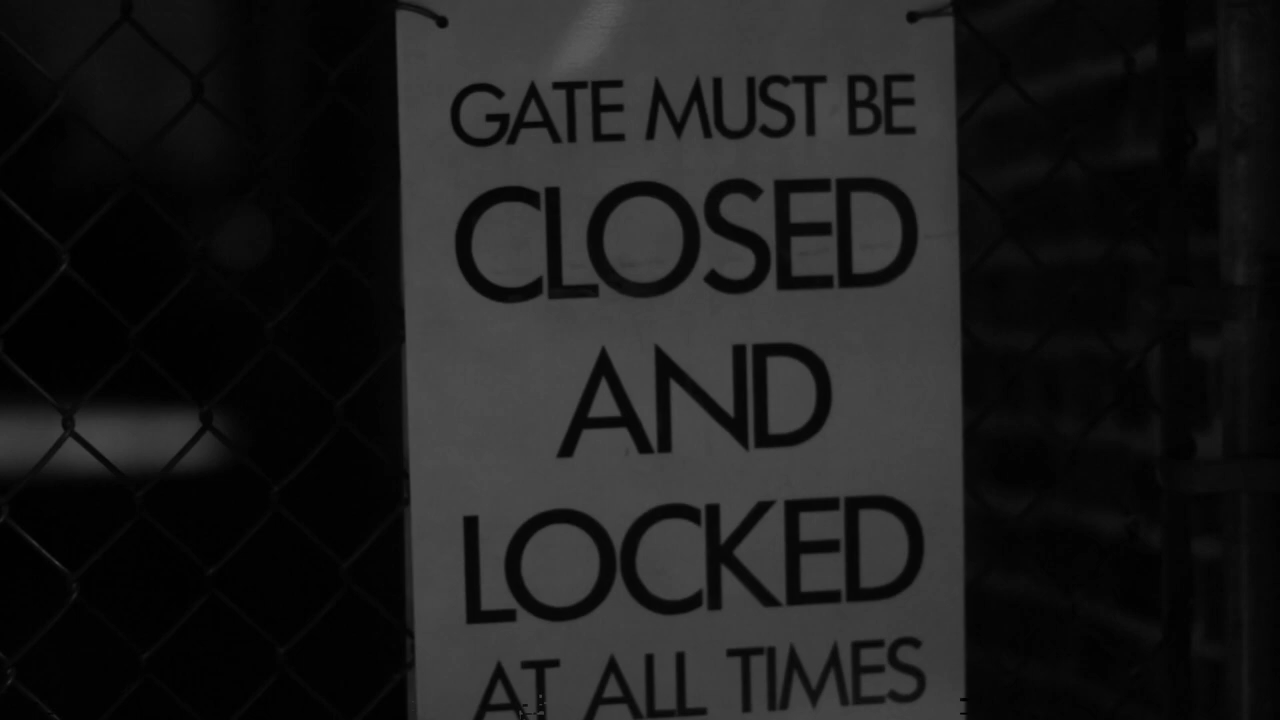 GATE MUST BE
CLOSED
AND
LOCKED
AT ALL TIMES